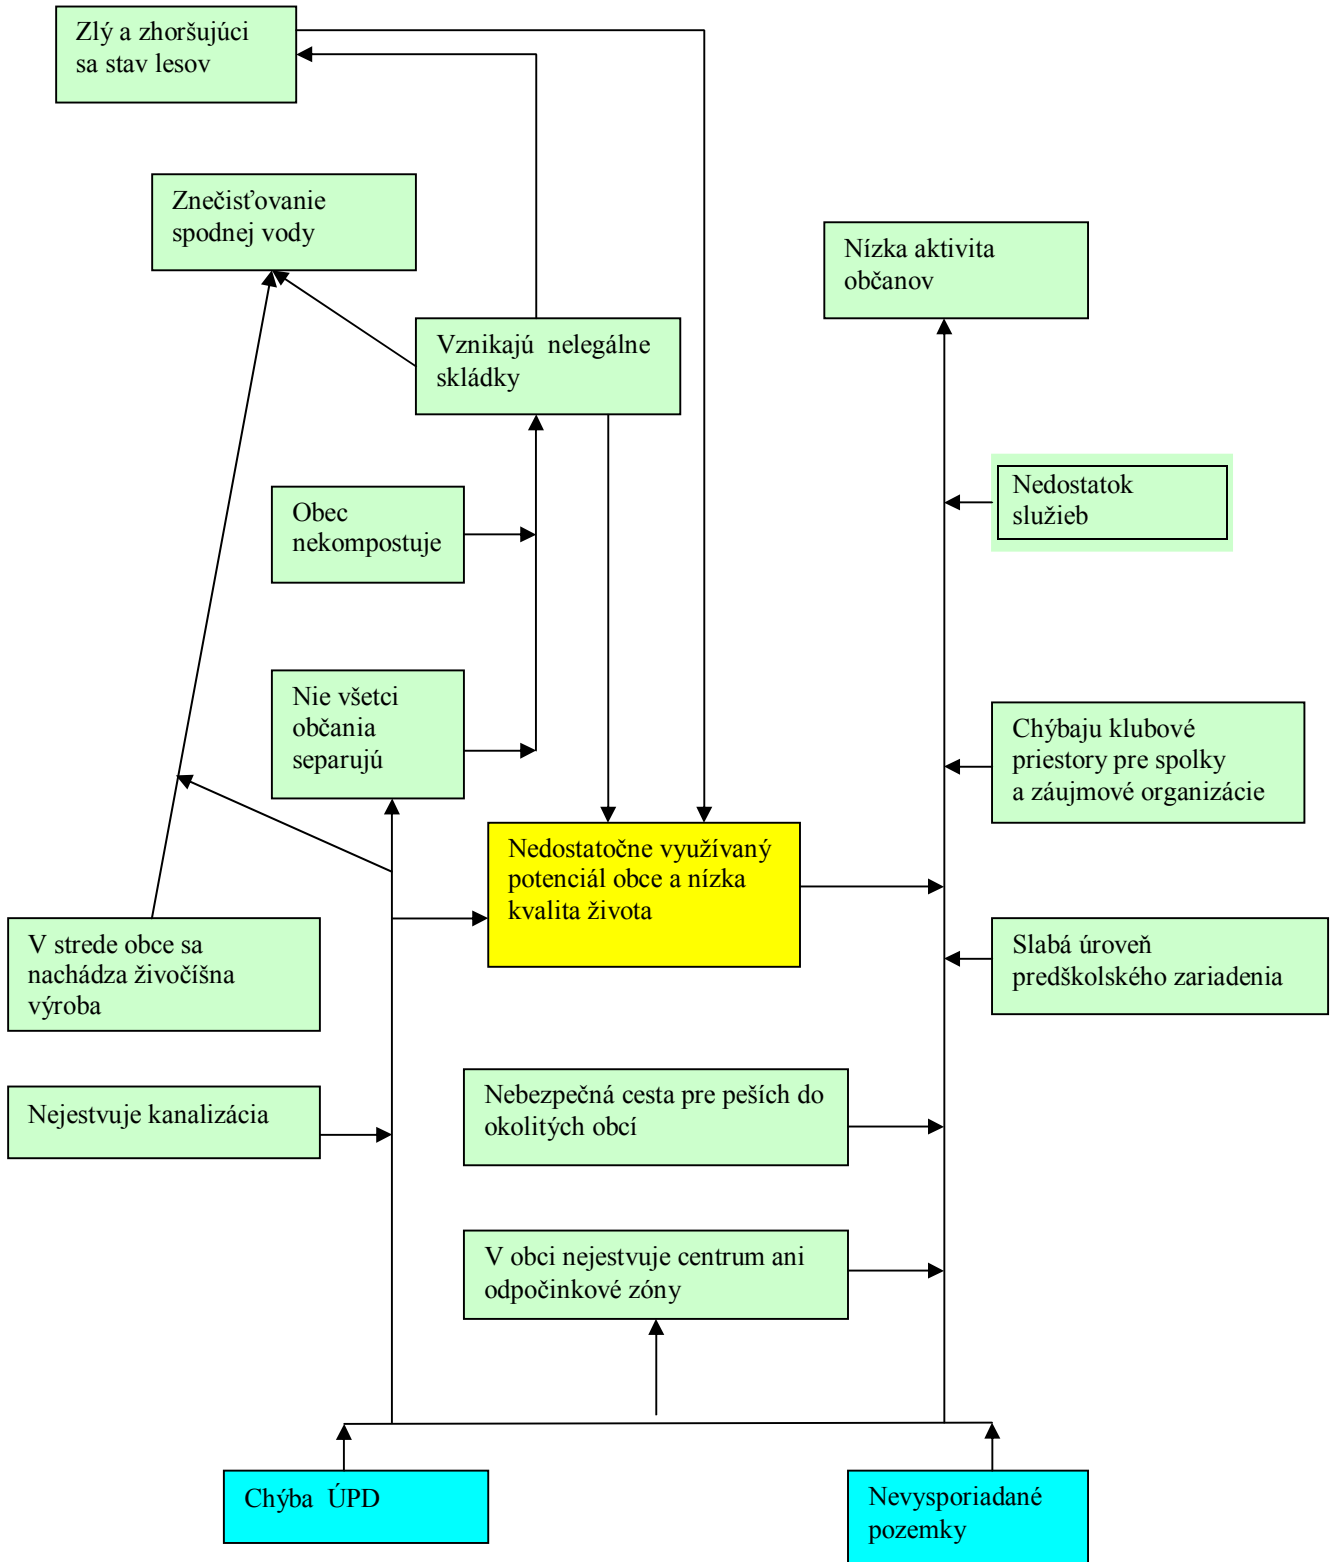 Zlý a zhoršujúci
sa stav lesov
Znečisťovanie
spodnej vody
Nízka aktivita
občanov
Vznikajú  nelegálne
skládky
Nedostatok
služieb
Obec
nekompostuje
Nie všetci
občania
separujú
Chýbaju klubové
priestory pre spolky
a záujmové organizácie
Nedostatočne využívaný
potenciál obce a nízka
kvalita života
V strede obce sa
nachádza živočíšna
výroba
Slabá úroveň
predškolského zariadenia
Nejestvuje kanalizácia
Nebezpečná cesta pre peších do
okolitých obcí
V obci nejestvuje centrum ani
odpočinkové zóny
Chýba  ÚPD
Nevysporiadané
pozemky